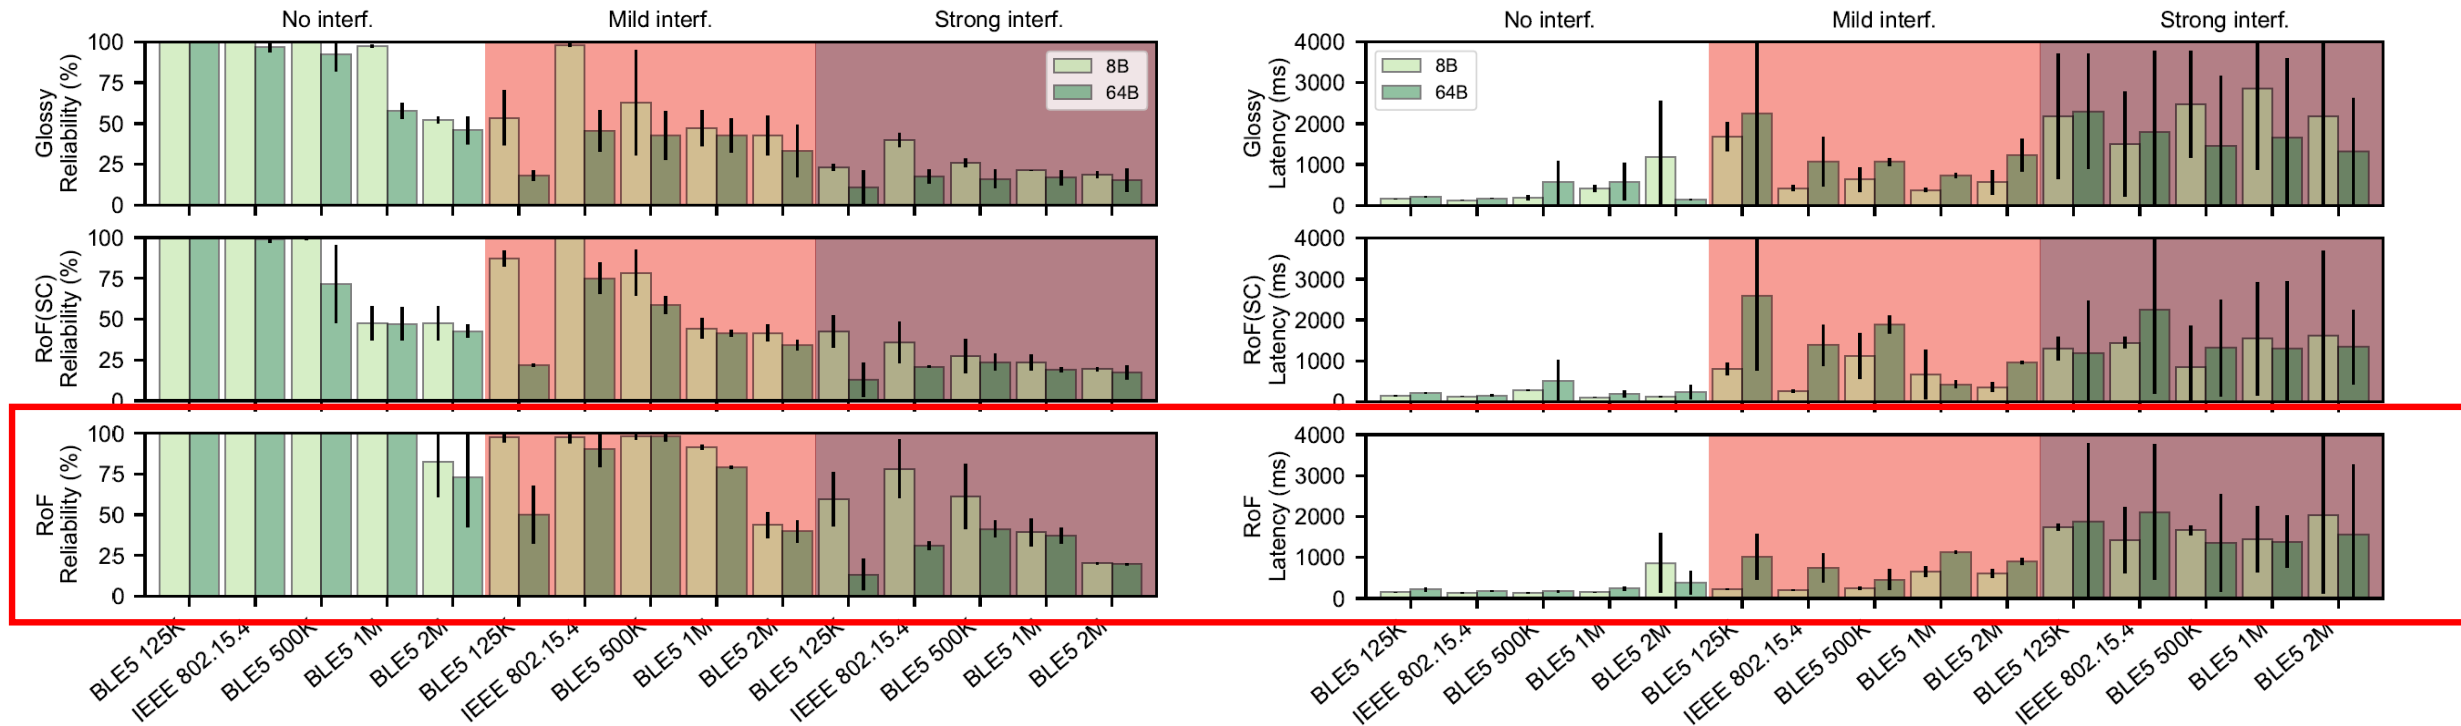 No interf. Mild interf. Strong interf.
100
75
50
25
0
Glossy
Reliability (%)
8B
64B
100
75
50
25
0
RoF(SC)
Reliability (%)
100
75
50
25
0
RoF
Reliability (%)
BLE5 125K
IEEE 802.15.4
BLE5 500K
BLE5 1M
BLE5 2M
BLE5 125K
IEEE 802.15.4
BLE5 500K
BLE5 1M
BLE5 2M
BLE5 125K
IEEE 802.15.4
BLE5 500K
BLE5 1M
BLE5 2M
No interf. Mild interf. Strong interf.
4000
3000
2000
1000
0
Glossy
Latency (ms)
8B
64B
4000
3000
2000
1000
0
RoF(SC)
Latency (ms)
4000
3000
2000
1000
0
RoF
Latency (ms)
BLE5 125K
IEEE 802.15.4
BLE5 500K
BLE5 1M
BLE5 2M
BLE5 125K
IEEE 802.15.4
BLE5 500K
BLE5 1M
BLE5 2M
BLE5 125K
IEEE 802.15.4
BLE5 500K
BLE5 1M
BLE5 2M